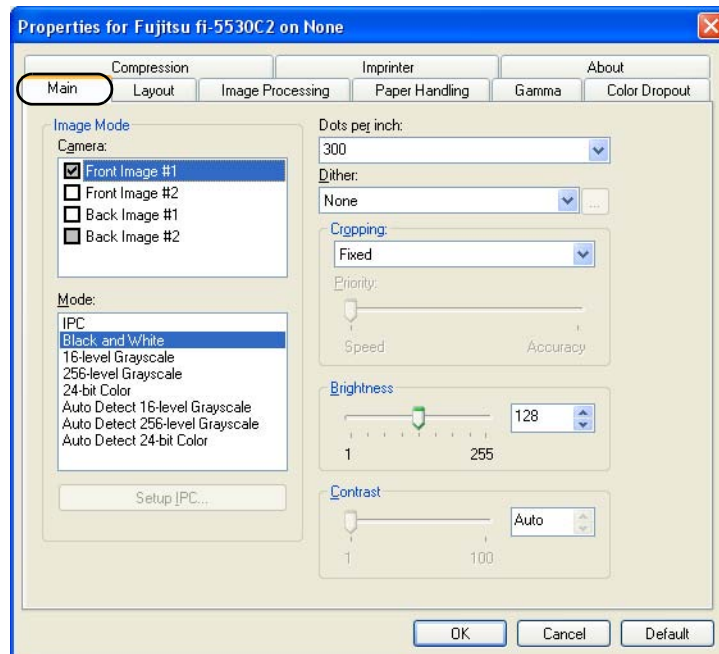 Properties for Fujitsu fi-5530C2 on None
Compression Imprinter About
Main Layout Image Processing Paper Handling Gamma Color Dropout
Image Mode
Camera:
Front Image #1
Front Image #2
Back Image #1
Back Image #2
Mode:
IPC
Black and White
16-level Grayscale
256-level Grayscale
24-bit Color
Auto Detect 16-level Grayscale
Auto Detect 256-level Grayscale
Auto Detect 24-bit Color
Setup IPC...
Dots per inch:
300
Dither:
None ...
Cropping:
Fixed
Priority:
Speed Accuracy
Brightness
128
1 255
Contrast
Auto
1 100
OK Cancel Default